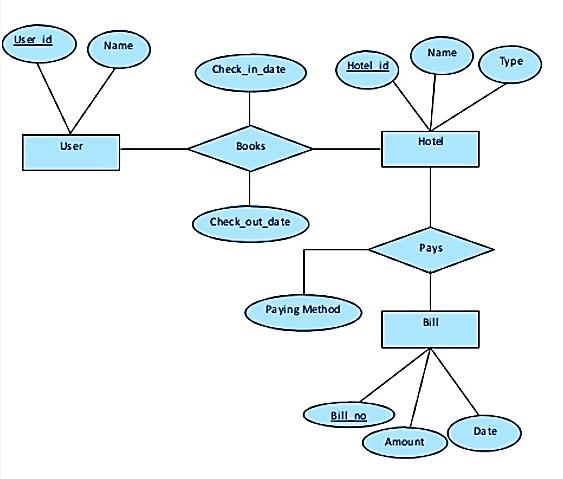 User_id
Name
Check_in_date
Hotel_id
Name
Type
User
Books
Hotel
Check_out_date
Pays
Paying Method
Bill
Bill_no
Amount
Date